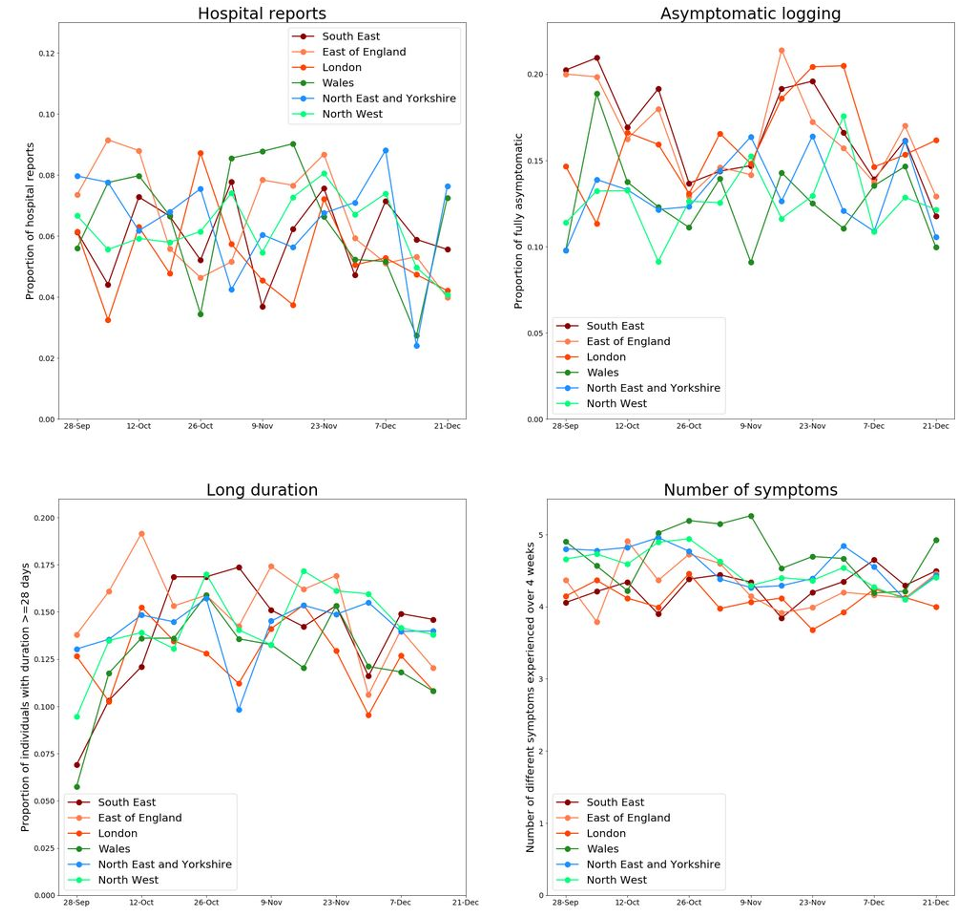 Hospital reports
Proportion of hospital reports
0.12
0.10
0.08
0.06
0.04
0.02
0.00
South East
East of England
London
Wales
North East and Yorkshire
North West
28-Sep 12-Oct 26-Oct 9-Nov 23-Nov 7-Dec 21-Dec
Asymptomatic logging
Proportion of fully asymptomatic
0.20
0.15
0.10
0.05
0.00
South East
East of England
London
Wales
North East and Yorkshire
North West
28-Sep 12-Oct 26-Oct 9-Nov 23-Nov 7-Dec 21-Dec
Long duration
Proportion of individuals with duration >=28 days
0.200
0.175
0.150
0.125
0.100
0.075
0.050
0.025
0.000
South East
East of England
London
Wales
North East and Yorkshire
North West
28-Sep 12-Oct 26-Oct 9-Nov 23-Nov 7-Dec 21-Dec
Number of symptoms
Number of different symptoms experienced over 4 weeks
5
4
3
2
1
0
South East
East of England
London
Wales
North East and Yorkshire
North West
28-Sep 12-Oct 26-Oct 9-Nov 23-Nov 7-Dec 21-Dec